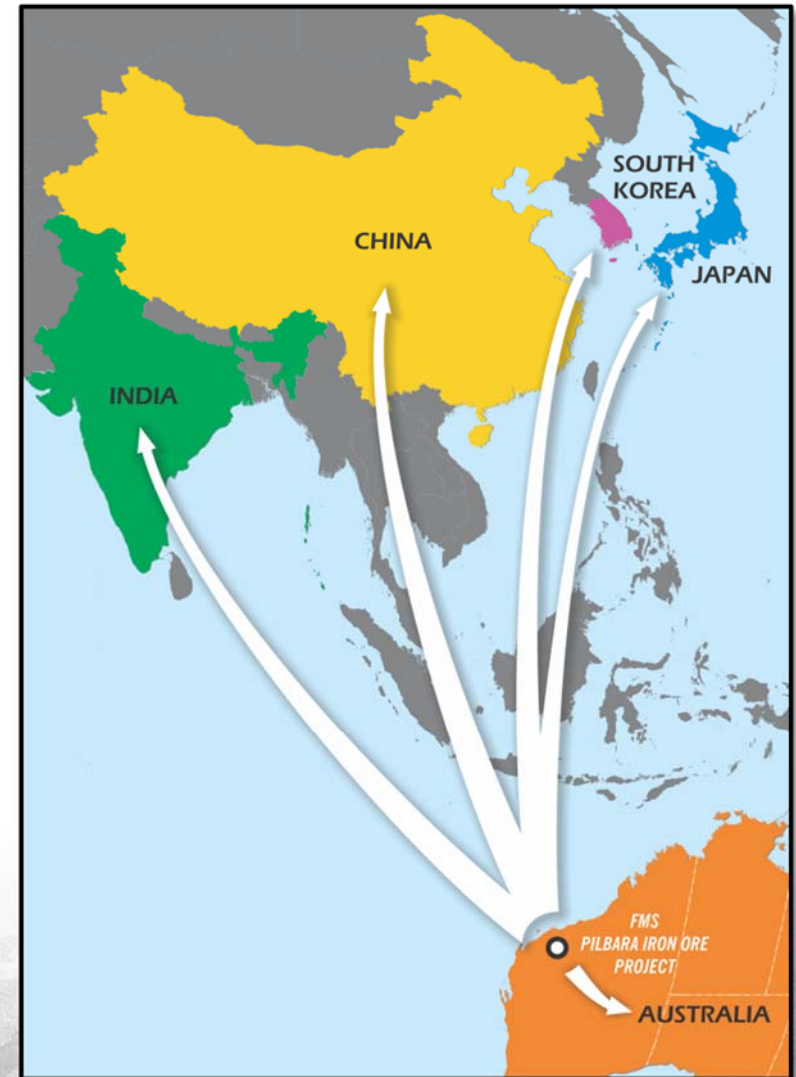 SOUTH
KOREA
CHINA
JAPAN
INDIA
FMS
PILBARA IRON ORE
PROJECT
AUSTRALIA